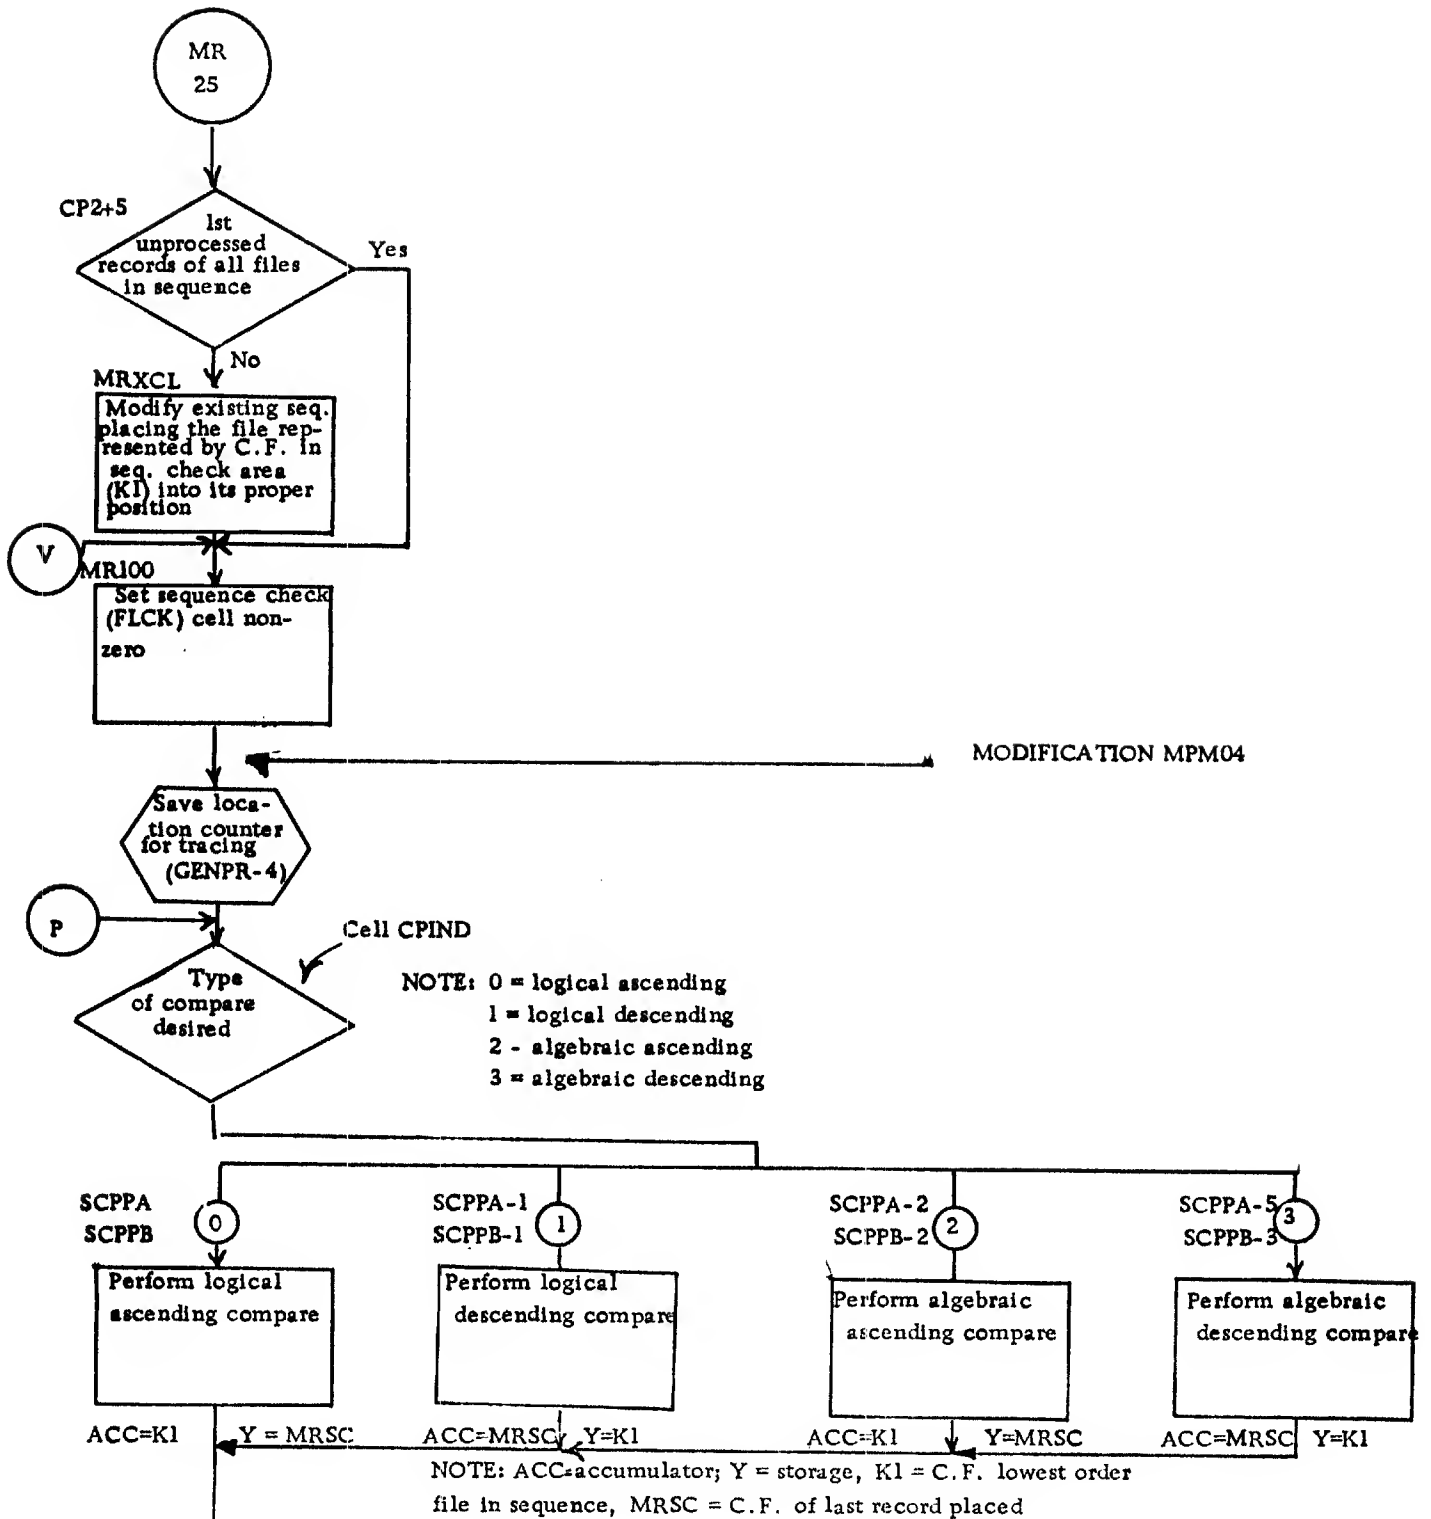 MR
25
CP2+5
1st
unprocessed
records of all files
in sequence
Yes
No
MRXCL
Modify existing seq.
placing the file rep-
resented by C.F. in
seq. check area
(K1) into its proper
position
V
MR100
Set sequence check
(FLCK) cell non-
zero
MODIFICATION MPM04
Save loca-
tion counter
for tracing
(GENPR-4)
P
Cell CPIND
Type
of compare
desired
NOTE: 0 = logical ascending
1 = logical descending
2 - algebraic ascending
3 = algebraic descending
SCPPA
SCPPB
0
SCPPA-1
SCPPB-1
1
SCPPA-2
SCPPB-2
2
SCPPA-5
SCPPB-3
3
Perform logical
ascending compare
Perform logical
descending compare
Perform algebraic
ascending compare
Perform algebraic
descending compare
ACC=K1 Y = MRSC
ACC=MRSC Y=K1
ACC=K1 Y=MRSC
ACC=MRSC Y=K1
NOTE: ACC=accumulator; Y = storage, K1 = C.F. lowest order
file in sequence, MRSC = C.F. of last record placed